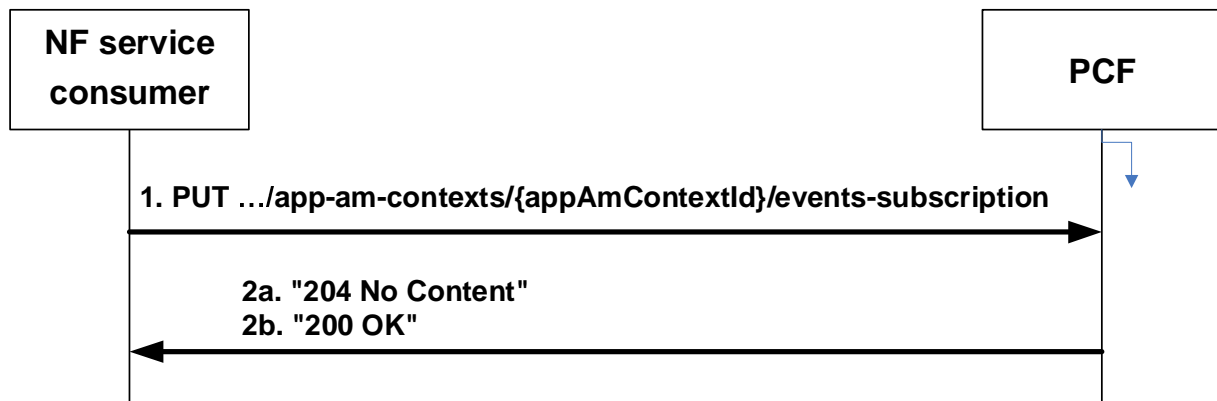 NF service
consumer
PCF
1. PUT …/app-am-contexts/{appAmContextId}/events-subscription
2a. "204 No Content"
2b. "200 OK"